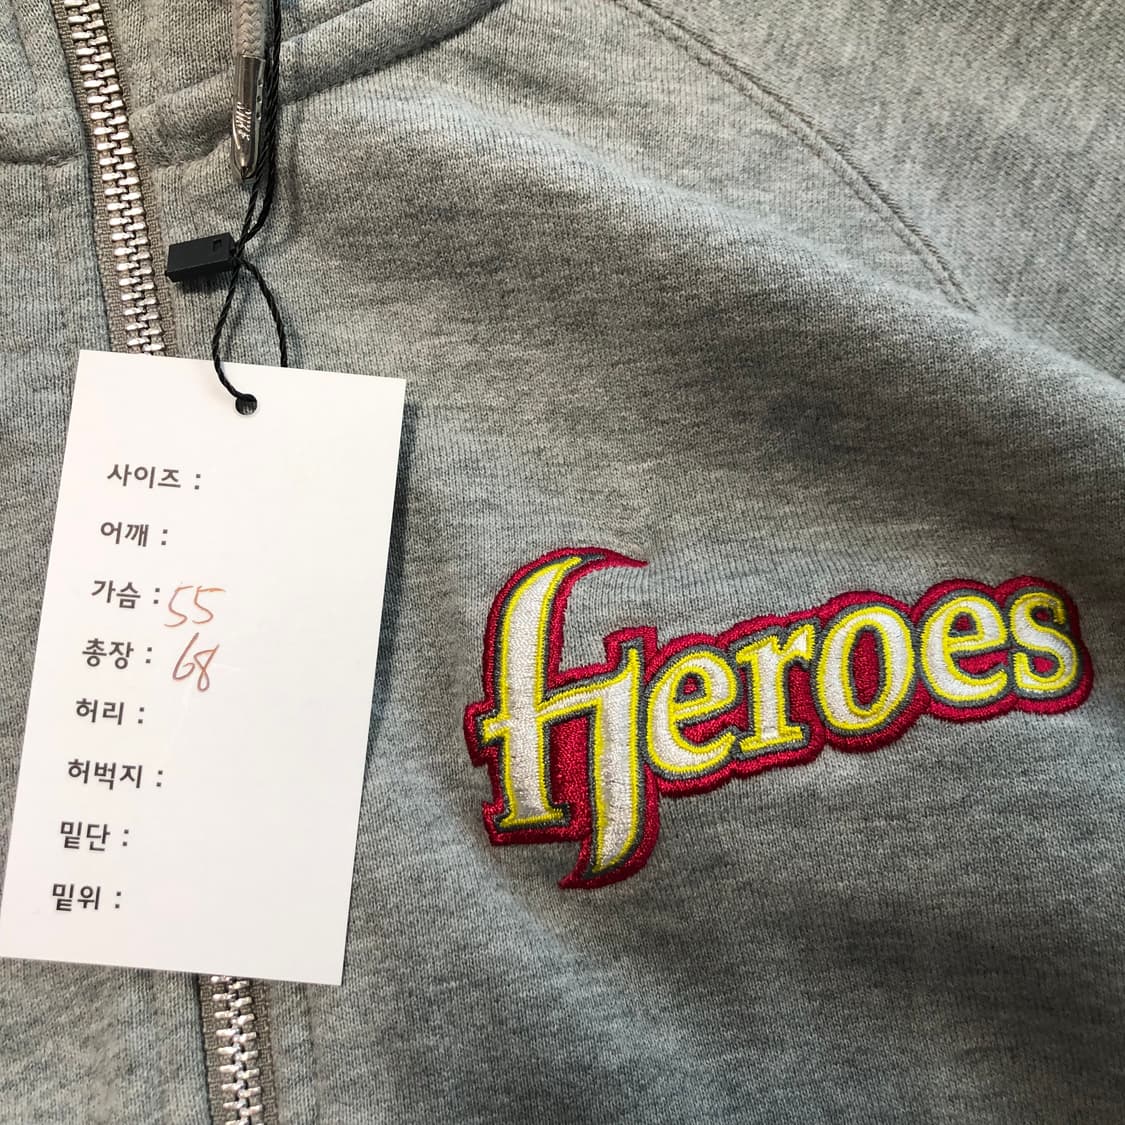 NIKE
사이즈 :
어깨 :
가슴 : 55
총장 : 68
허리 :
허벅지 :
밑단 :
밑위 :
Heroes